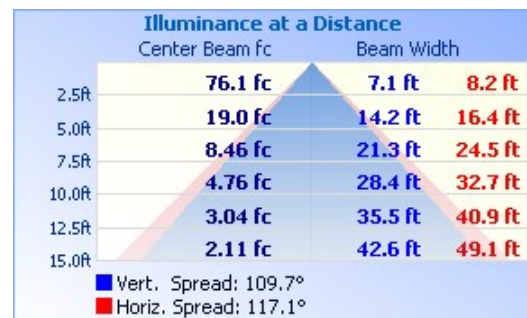 Illuminance at a Distance
Center Beam fc Beam Width
2.5ft 76.1 fc 7.1 ft 8.2 ft
5.0ft 19.0 fc 14.2 ft 16.4 ft
7.5ft 8.46 fc 21.3 ft 24.5 ft
10.0ft 4.76 fc 28.4 ft 32.7 ft
12.5ft 3.04 fc 35.5 ft 40.9 ft
15.0ft 2.11 fc 42.6 ft 49.1 ft
Vert. Spread: 109.7°
Horiz. Spread: 117.1°